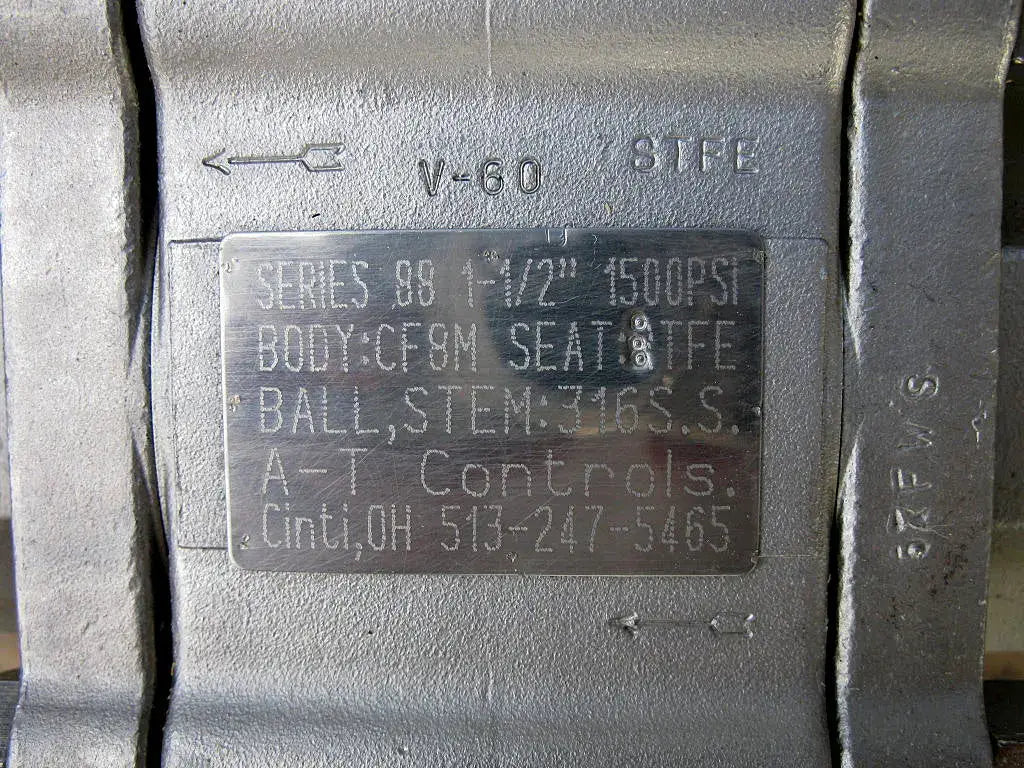 V-60 STFE
SERIES 88 1-1/2" 1500PSI
BODY:CF8M SEAT: STFE
BALL,STEM:316S.S.
A-T Controls.
Cinti,OH 513-247-5465